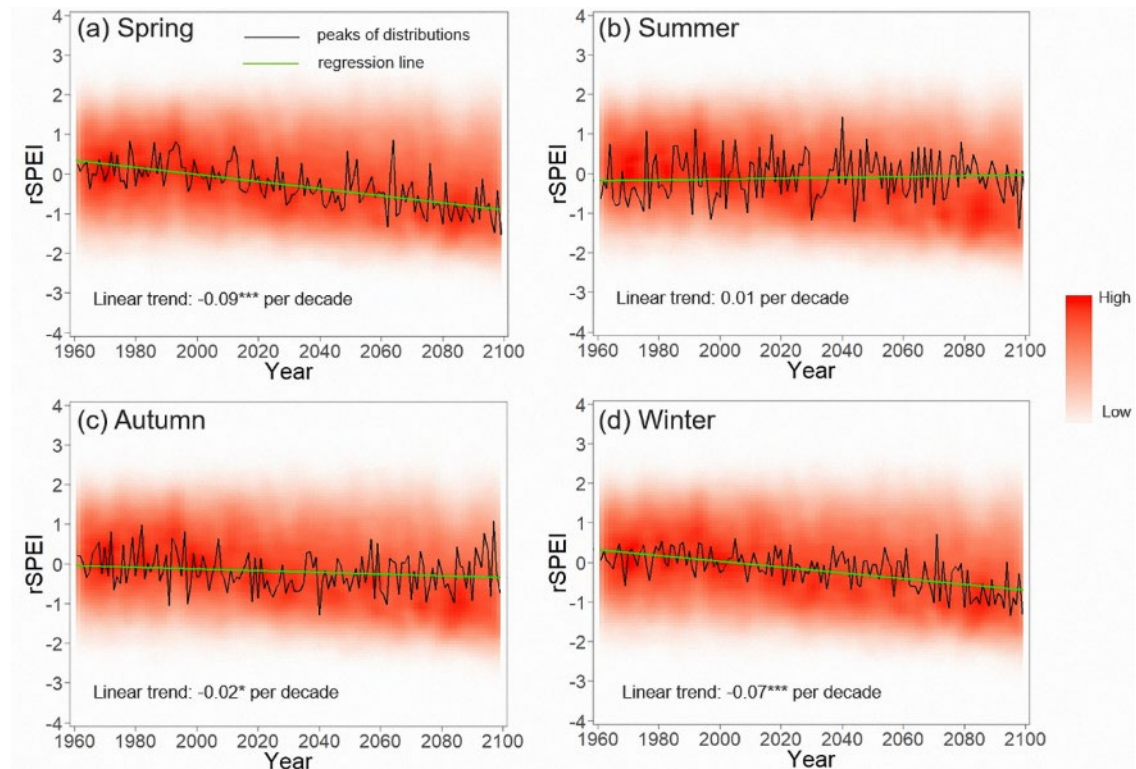 (a) Spring
peaks of distributions
regression line
4
3
2
1
0
-1
-2
-3
-4
rSPEI
Linear trend: -0.09*** per decade
1960 1980 2000 2020 2040 2060 2080 2100
Year
(b) Summer
4
3
2
1
0
-1
-2
-3
-4
rSPEI
Linear trend: 0.01 per decade
1960 1980 2000 2020 2040 2060 2080 2100
Year
High
Low
(c) Autumn
4
3
2
1
0
-1
-2
-3
-4
rSPEI
Linear trend: -0.02* per decade
1960 1980 2000 2020 2040 2060 2080 2100
Year
(d) Winter
4
3
2
1
0
-1
-2
-3
-4
rSPEI
Linear trend: -0.07*** per decade
1960 1980 2000 2020 2040 2060 2080 2100
Year